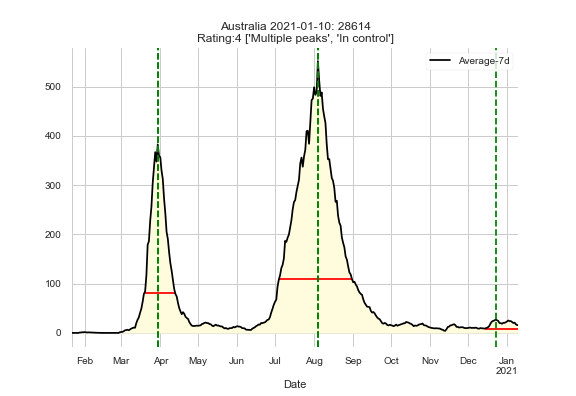 Australia 2021-01-10: 28614
Rating:4 ['Multiple peaks', 'In control']
Average-7d
500
400
300
200
100
0
Feb Mar Apr May Jun Jul Aug Sep Oct Nov Dec Jan
2021
Date